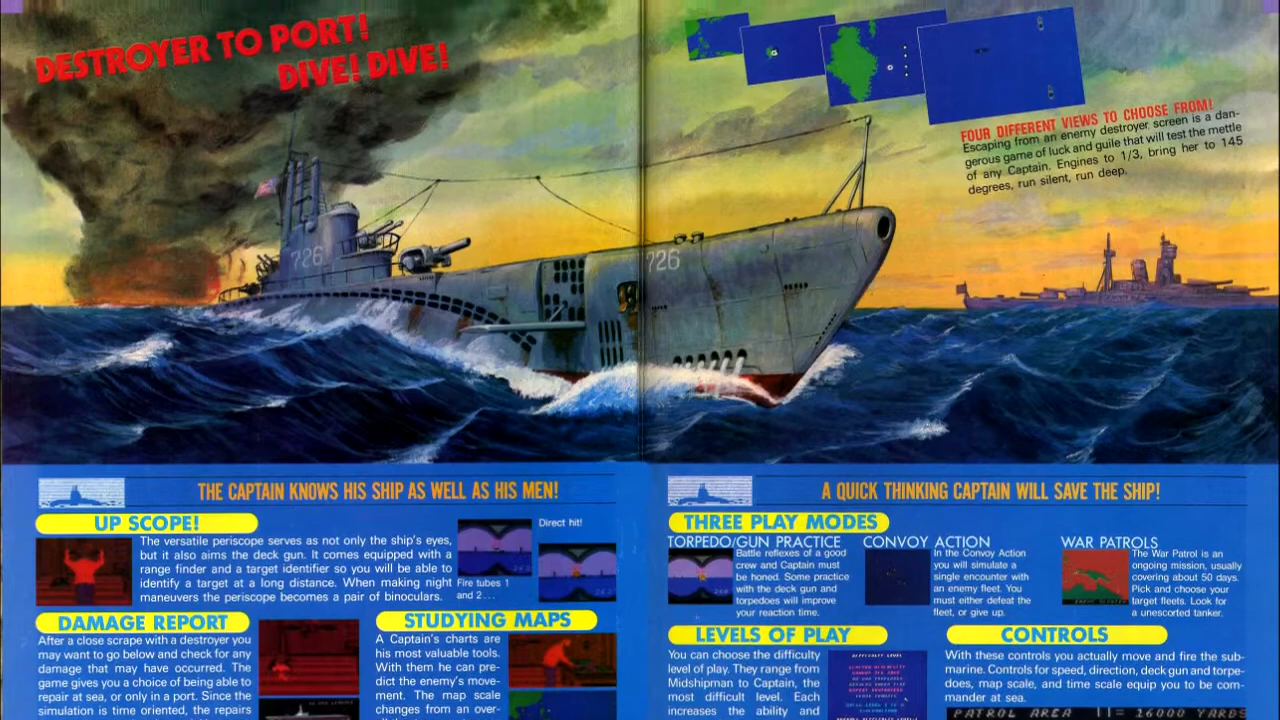 DESTROYER TO PORT!
DIVE! DIVE!
FOUR DIFFERENT VIEWS TO CHOOSE FROM!
Escaping from an enemy destroyer screen is a dan-
gerous game of luck and guile that will test the mettle
of any Captain. Engines to 1/3, bring her to 145
degrees, run silent, run deep.
726
726
THE CAPTAIN KNOWS HIS SHIP AS WELL AS HIS MEN!
UP SCOPE!
The versatile periscope serves as not only the ship's eyes,
but it also aims the deck gun. It comes equipped with a
range finder and a target identifier so you will be able to
identify a target at a long distance. When making night
maneuvers the periscope becomes a pair of binoculars.
Direct hit!
Fire tubes 1
and 2...
DAMAGE REPORT
After a close scrape with a destroyer you
may want to go below and check for any
damage that may have occurred. The
game gives you a choice of being able to
repair at sea, or only in port. Since the
simulation is time oriented, the repairs
STUDYING MAPS
A Captain's charts are
his most valuable tools.
With them he can pre-
dict the enemy's move-
ment. The map scale
changes from an over-
A QUICK THINKING CAPTAIN WILL SAVE THE SHIP!
THREE PLAY MODES
TORPEDO/GUN PRACTICE
Battle reflexes of a good
crew and Captain must
be honed. Some practice
with the deck gun and
torpedoes will improve
your reaction time.
CONVOY ACTION
In the Convoy Action
you will simulate a
single encounter with
an enemy fleet. You
must either defeat the
fleet, or give up.
WAR PATROLS
The War Patrol is an
ongoing mission, usually
covering about 50 days.
Pick and choose your
target fleets. Look for
a unescorted tanker.
LEVELS OF PLAY
You can choose the difficulty
level of play. They range from
Midshipman to Captain, the
most difficult level. Each
increases the ability and
DIFFICULTY LEVEL
CONTROLS
With these controls you actually move and fire the sub-
marine. Controls for speed, direction, deck gun and torpe-
does, map scale, and time scale equip you to be com-
mander at sea.
PATROL AREA = 16000 YARDS